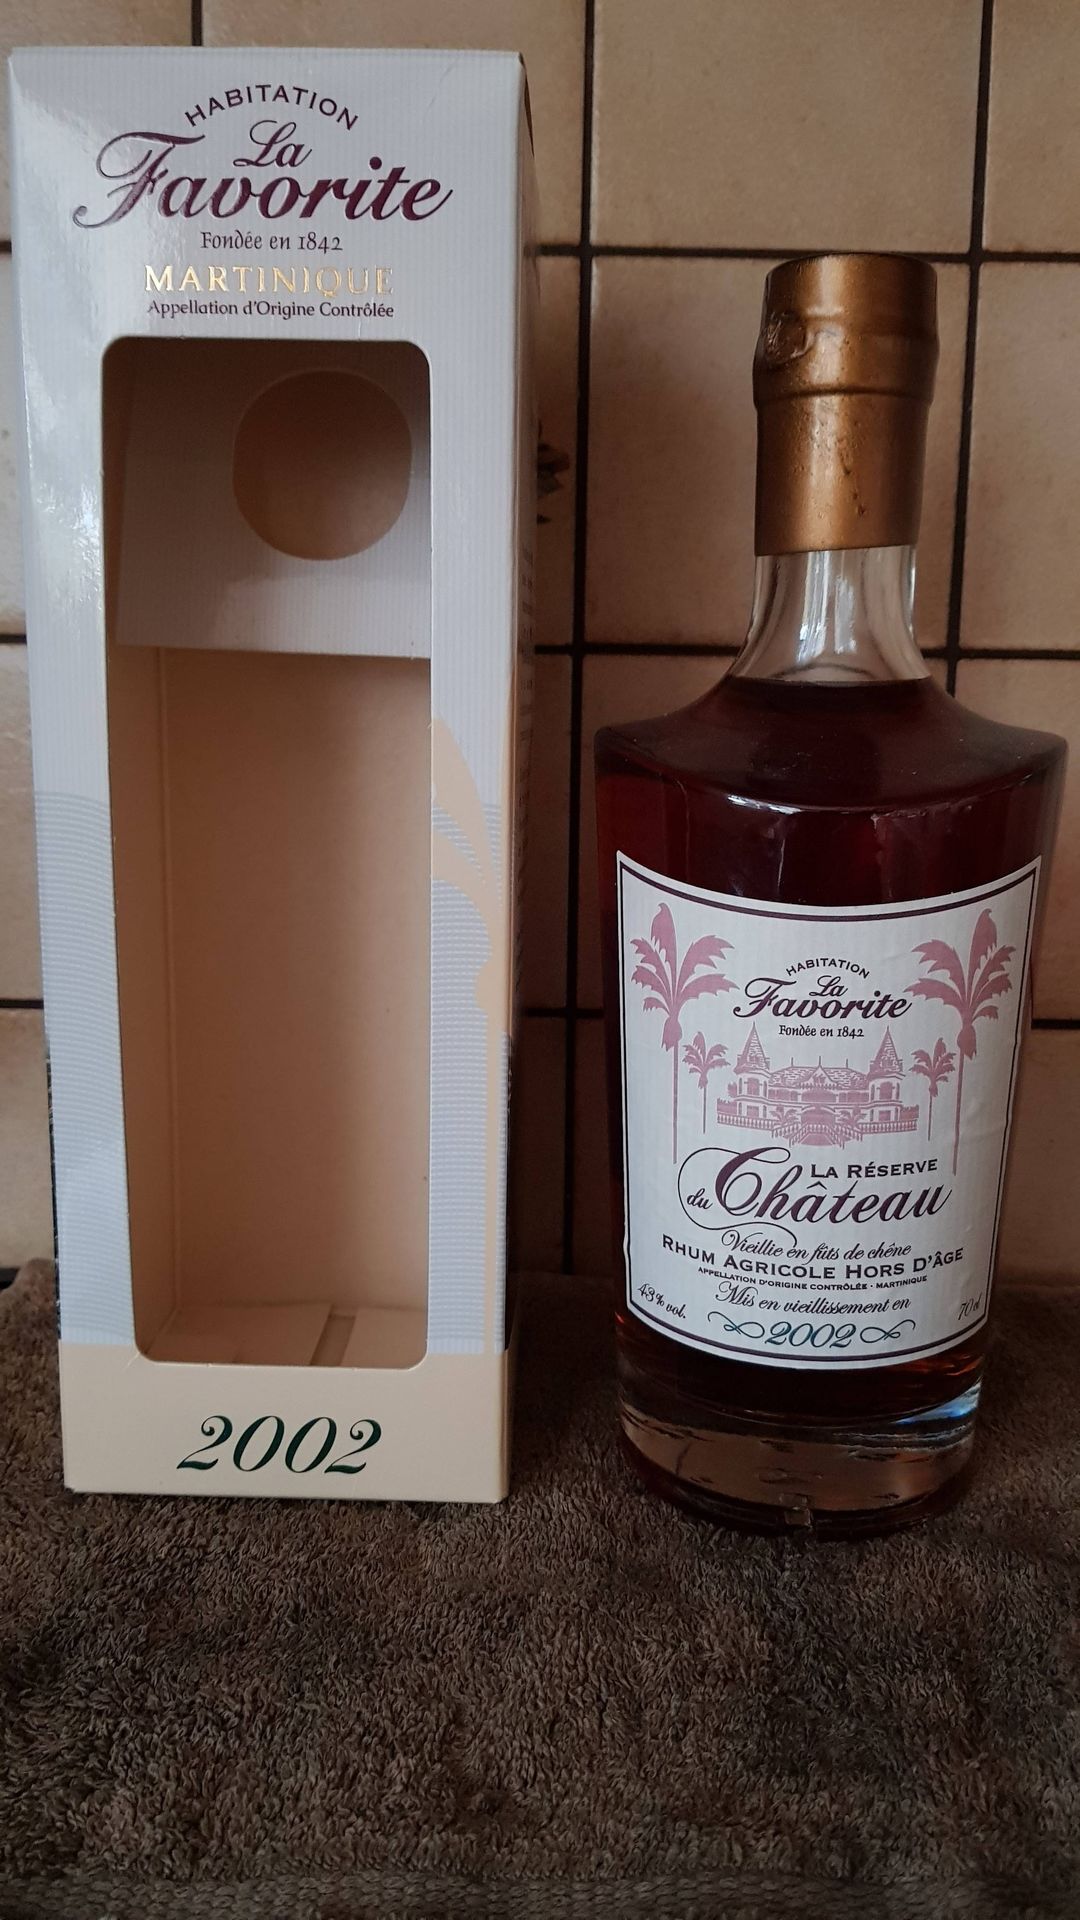 HABITATION
La
Favorite
Fondée en 1842
MARTINIQUE
Appellation d'Origine Contrôlée
2002
HABITATION
La
Favorite
Fondée en 1842
LA RÉSERVE
du Château
Vieillie en fûts de chêne
RHUM AGRICOLE HORS D'ÂGE
APPELLATION D'ORIGINE CONTRÔLÉE - MARTINIQUE
43% vol.
Mis en vieillissement en
70cl
2002